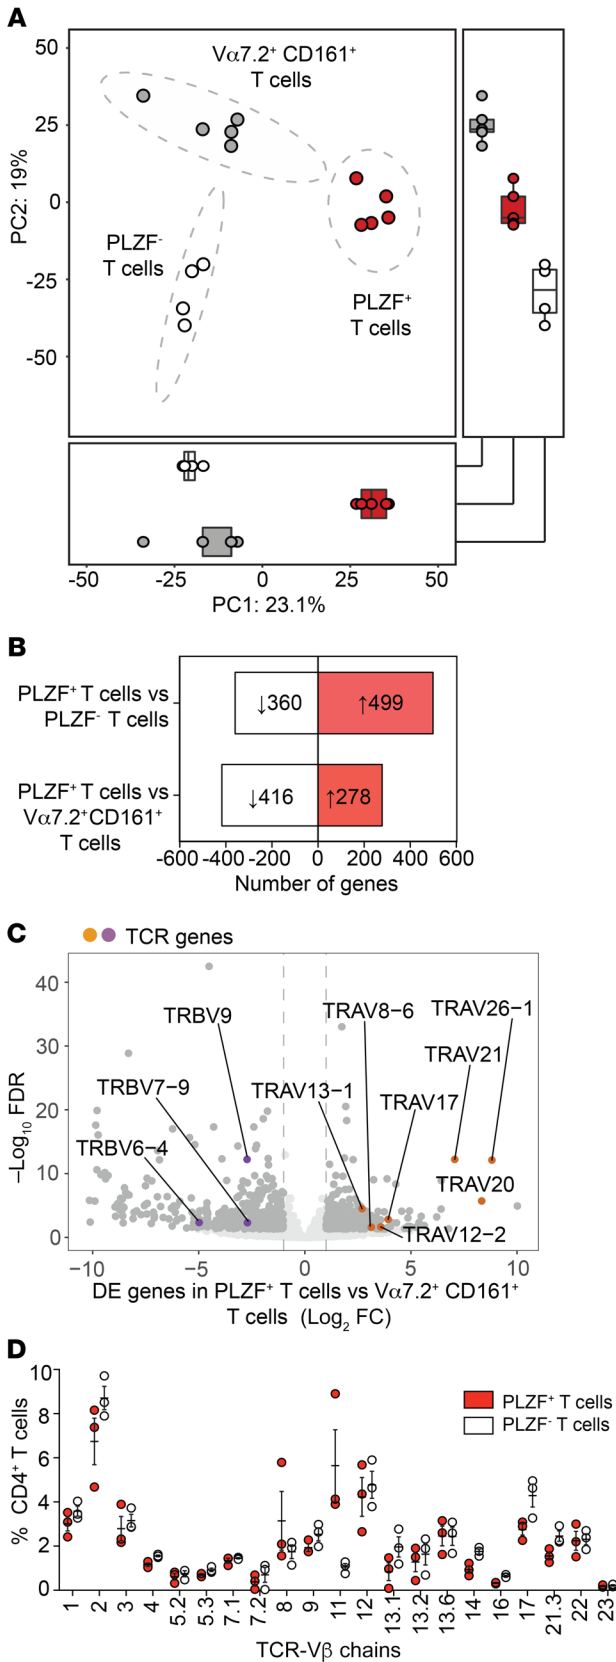 A
Vα7.2⁺ CD161⁺
T cells
PLZF⁻
T cells
PLZF⁺
T cells
50
25
0
-25
-50
PC2: 19%
-50
-25
0
25
50
PC1: 23.1%
B
PLZF⁺ T cells vs
PLZF⁻ T cells
↓360
↑499
PLZF⁺ T cells vs
Vα7.2⁺CD161⁺
T cells
↓416
↑278
-600
-400
-200
0
200
400
600
Number of genes
C
TCR genes
40
30
20
10
0
–Log₁₀ FDR
TRBV9
TRAV8–6
TRAV26–1
TRAV21
TRBV7–9
TRAV13–1
TRAV17
TRBV6–4
TRAV20
TRAV12–2
−10
−5
0
5
10
DE genes in PLZF⁺ T cells vs Vα7.2⁺ CD161⁺
T cells (Log₂ FC)
D
PLZF⁺ T cells
PLZF⁻ T cells
10
8
6
4
2
0
% CD4⁺ T cells
1
2
3
4
5.2
5.3
7.1
7.2
8
9
11
12
13.1
13.2
13.6
14
16
17
21.3
22
23
TCR-Vβ chains